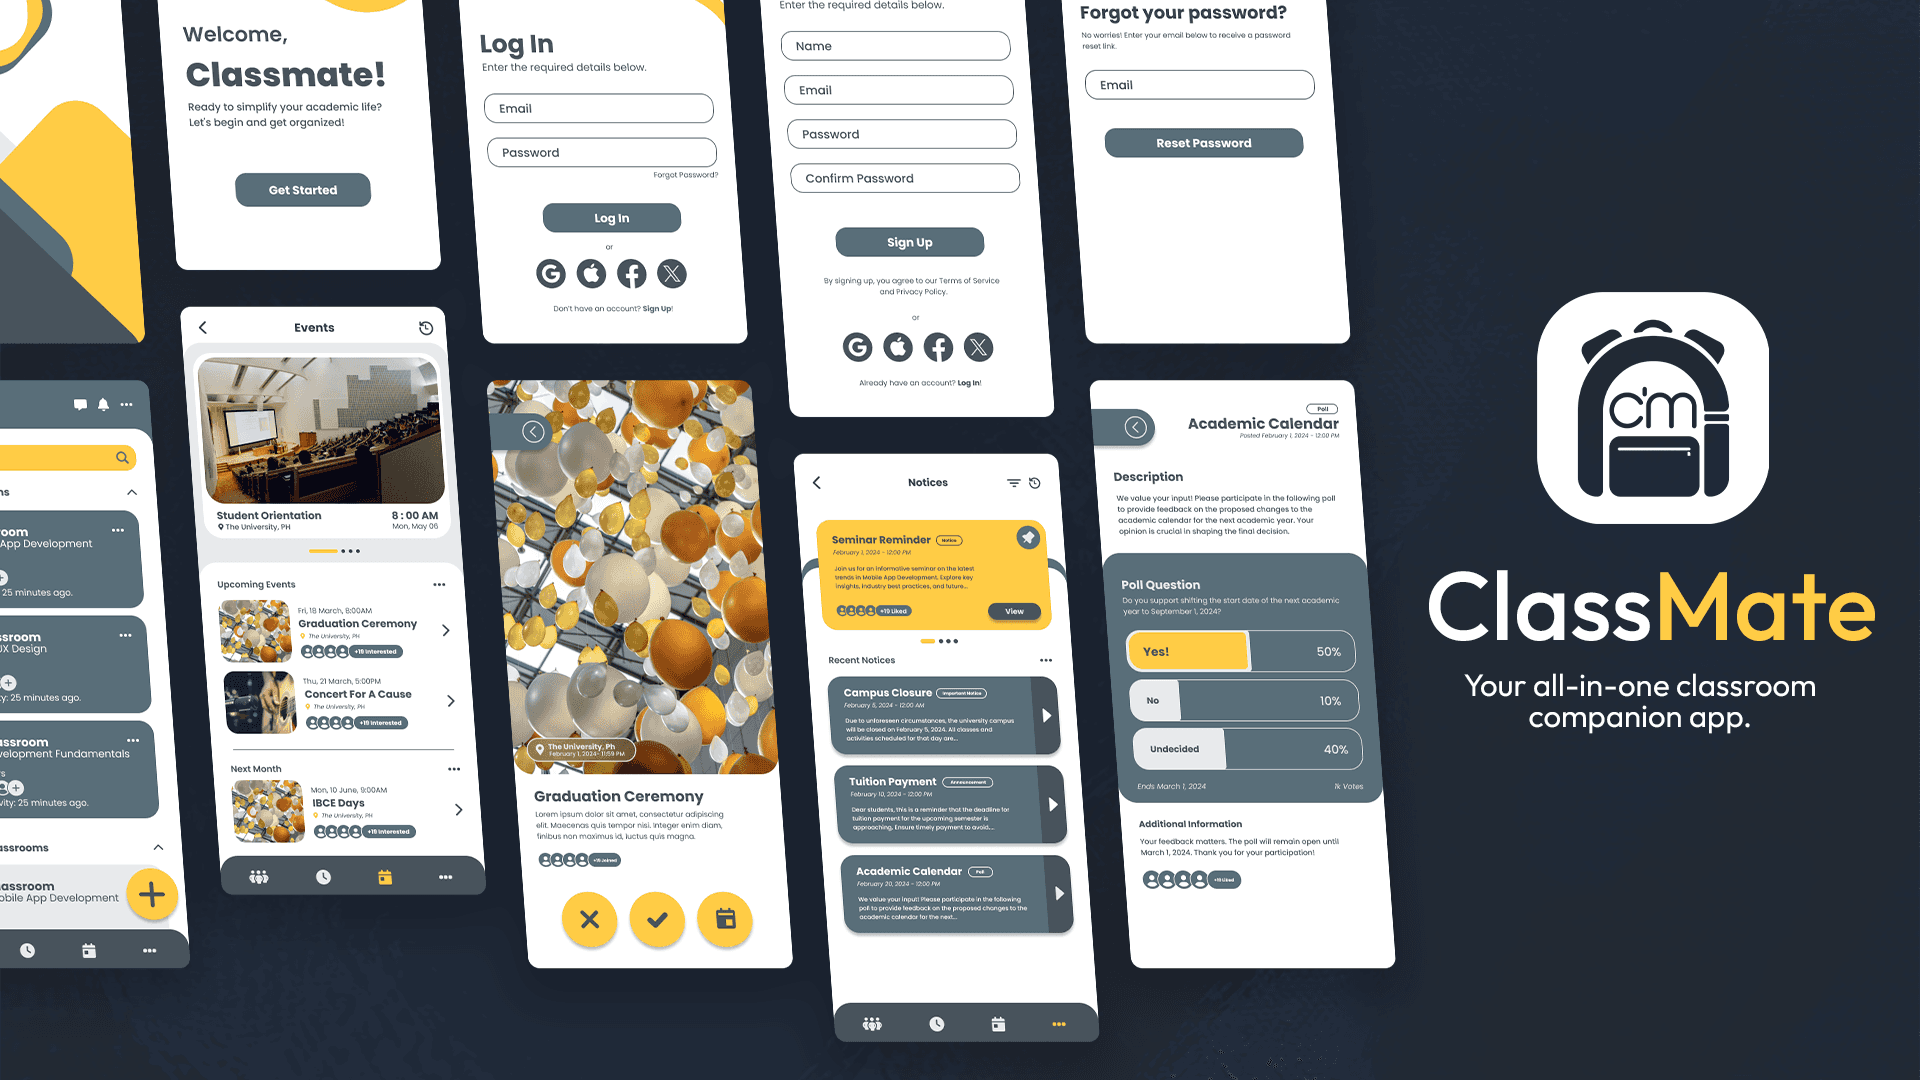 Welcome,
Classmate!
Ready to simplify your academic life?
Let's begin and get organized!
Get Started
Log In
Enter the required details below.
Email
Password
Forgot Password?
Log In
or
Don't have an account? Sign Up!
Enter the required details below.
Name
Email
Password
Confirm Password
Sign Up
By signing up, you agree to our Terms of Service
and Privacy Policy.
or
Already have an account? Log In!
Forgot your password?
No worries! Enter your email below to receive a password
reset link.
Email
Reset Password
ns
room
App Development
25 minutes ago.
ssroom
UX Design
ty: 25 minutes ago.
assroom
velopment Fundamentals
rs
vity: 25 minutes ago.
assrooms
lassroom
obile App Development
Events
Student Orientation
8 : 00 AM
The University, PH
Mon, May 06
Upcoming Events
Fri, 18 March, 8:00AM
Graduation Ceremony
The University, PH
+19 Interested
Thu, 21 March, 5:00PM
Concert For A Cause
The University, PH
+19 Interested
Next Month
Mon, 10 June, 9:00AM
IBCE Days
The University, PH
+19 Interested
The University, Ph
February 1, 2024- 11:59 PM
Graduation Ceremony
Lorem ipsum dolor sit amet, consectetur adipiscing
elit. Maecenas quis tempor nisi. Integer enim diam,
finibus non maximus id, luctus quis magna.
+19 Joined
Notices
Seminar Reminder
Notice
February 1, 2024 - 12:00 PM
Join us for an informative seminar on the latest
trends in Mobile App Development. Explore key
insights, industry best practices, and future...
+19 Liked
View
Recent Notices
Campus Closure
Important Notice
February 5, 2024 - 12:00 AM
Due to unforeseen circumstances, the university campus
will be closed on February 5, 2024. All classes and
activities scheduled for that day are...
Tuition Payment
Announcement
February 10, 2024 - 12:00 PM
Dear students, this is a reminder that the deadline for
tuition payment for the upcoming semester is
approaching. Ensure timely payment to avoid....
Academic Calendar
Poll
February 20, 2024 - 12:00 PM
We value your input! Please participate in the following
poll to provide feedback on the proposed changes to the
academic calendar for the next...
Poll
Academic Calendar
Posted February 1, 2024 - 12:00 PM
Description
We value your input! Please participate in the following poll
to provide feedback on the proposed changes to the
academic calendar for the next academic year. Your
opinion is crucial in shaping the final decision.
Poll Question
Do you support shifting the start date of the next academic
year to September 1, 2024?
Yes!
50%
No
10%
Undecided
40%
Ends March 1, 2024
1k Votes
Additional Information
Your feedback matters. The poll will remain open until
March 1, 2024. Thank you for your participation!
+19 Liked
c'm
ClassMate
Your all-in-one classroom
companion app.